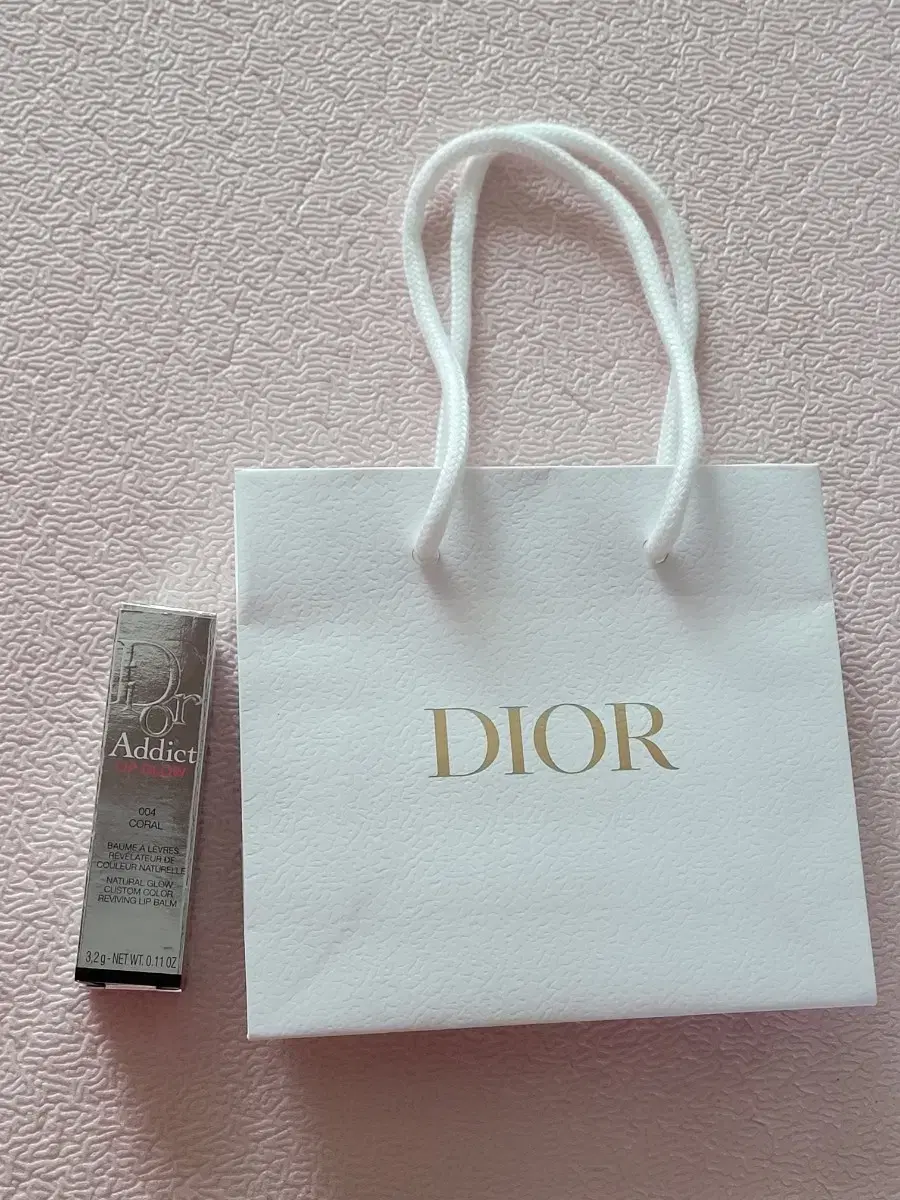 Dior
Addict
LIP GLOW
004
CORAL
BAUME À LÈVRES
RÉVÉLATEUR DE
COULEUR NATURELLE
NATURAL GLOW
CUSTOM COLOR
REVIVING LIP BALM
3,2 g - NET WT. 0.11 OZ
DIOR